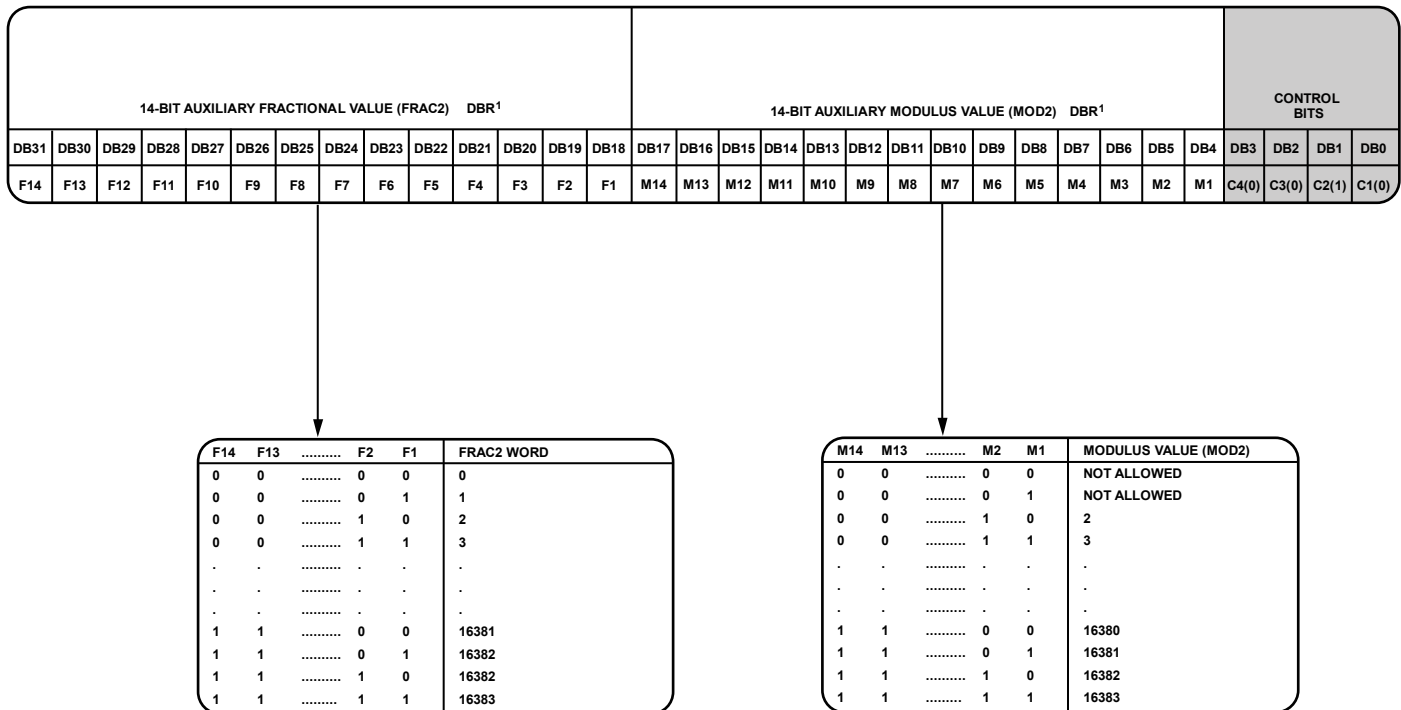 14-BIT AUXILIARY FRACTIONAL VALUE (FRAC2) DBR1 14-BIT AUXILIARY MODULUS VALUE (MOD2) DBR1 CONTROL
BITS
DB31 DB30 DB29 DB28 DB27 DB26 DB25 DB24 DB23 DB22 DB21 DB20 DB19 DB18 DB17 DB16 DB15 DB14 DB13 DB12 DB11 DB10 DB9 DB8 DB7 DB6 DB5 DB4 DB3 DB2 DB1 DB0
F14 F13 F12 F11 F10 F9 F8 F7 F6 F5 F4 F3 F2 F1 M14 M13 M12 M11 M10 M9 M8 M7 M6 M5 M4 M3 M2 M1 C4(0) C3(0) C2(1) C1(0)
F14 F13 .......... F2 F1 FRAC2 WORD
0 0 .......... 0 0 0
0 0 .......... 0 1 1
0 0 .......... 1 0 2
0 0 .......... 1 1 3
. . .......... . . .
. . .......... . . .
. . .......... . . .
1 1 .......... 0 0 16381
1 1 .......... 0 1 16382
1 1 .......... 1 0 16382
1 1 ......... 1 1 16383
M14 M13 .......... M2 M1 MODULUS VALUE (MOD2)
0 0 .......... 0 0 NOT ALLOWED
0 0 .......... 0 1 NOT ALLOWED
0 0 .......... 1 0 2
0 0 .......... 1 1 3
. . .......... . . .
. . .......... . . .
. . .......... . . .
1 1 .......... 0 0 16380
1 1 .......... 0 1 16381
1 1 .......... 1 0 16382
1 1 ......... 1 1 16383